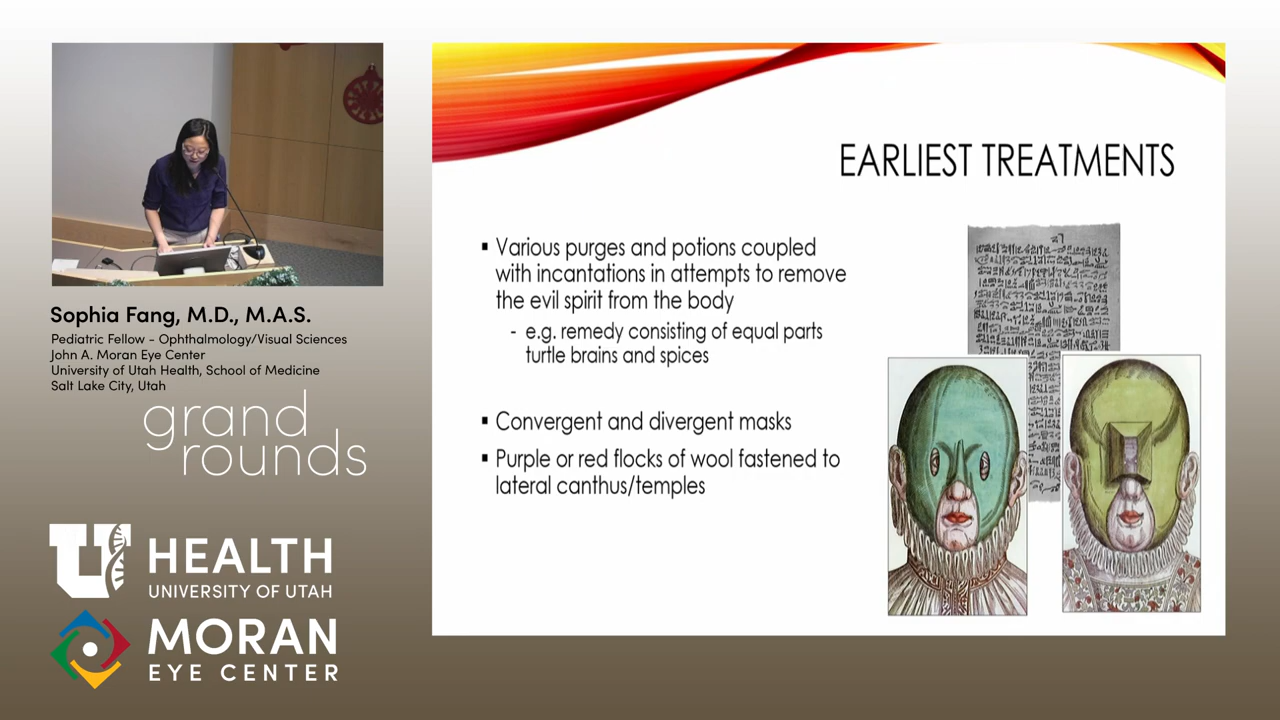 EARLIEST TREATMENTS
▪ Various purges and potions coupled
with incantations in attempts to remove
the evil spirit from the body
- e.g. remedy consisting of equal parts
turtle brains and spices
▪ Convergent and divergent masks
▪ Purple or red flocks of wool fastened to
lateral canthus/temples
Sophia Fang, M.D., M.A.S.
Pediatric Fellow - Ophthalmology/Visual Sciences
John A. Moran Eye Center
University of Utah Health, School of Medicine
Salt Lake City, Utah
grand
rounds
U HEALTH
UNIVERSITY OF UTAH
MORAN
EYE CENTER